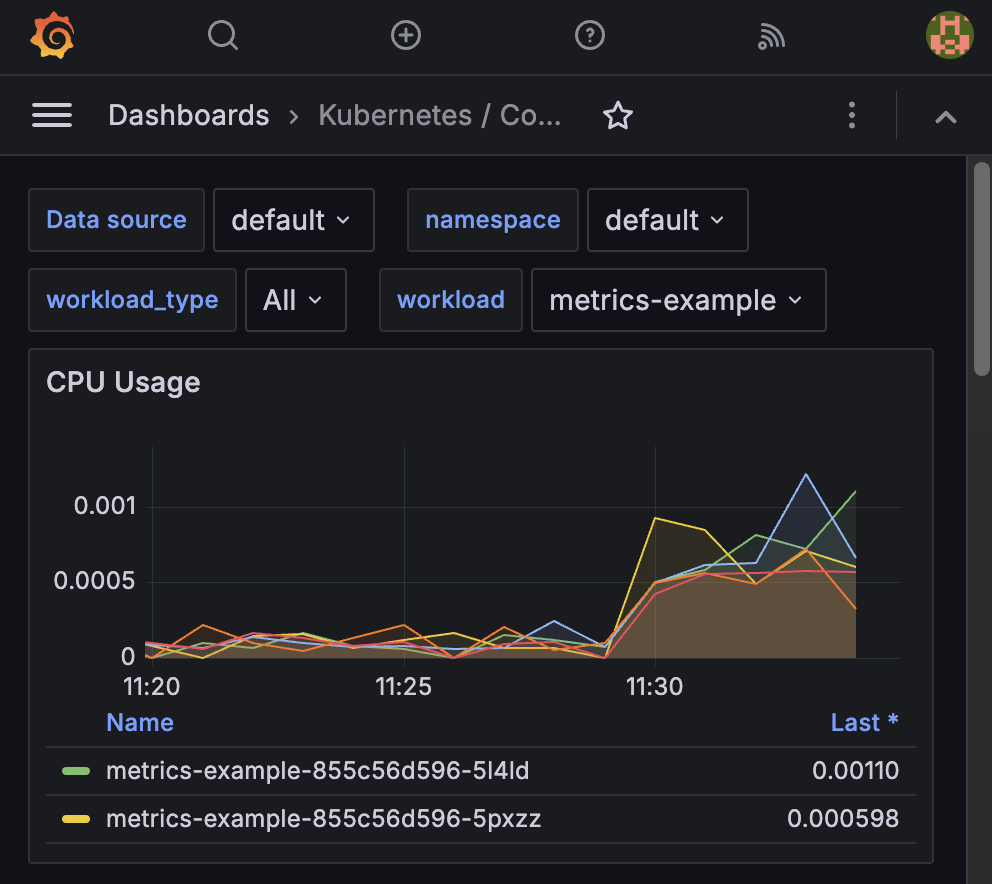 Dashboards › Kubernetes / Co...
Data source default namespace default
workload_type All workload metrics-example
CPU Usage
0.001
0.0005
0
11:20 11:25 11:30
Name Last *
metrics-example-855c56d596-5l4ld 0.00110
metrics-example-855c56d596-5pxzz 0.000598